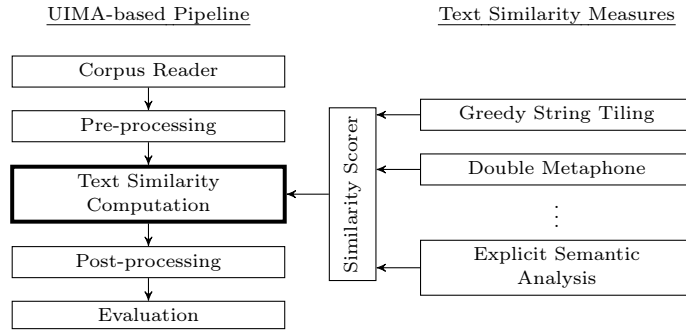 UIMA-based Pipeline
Corpus Reader
Pre-processing
Text Similarity
Computation
Post-processing
Evaluation
Similarity Scorer
Text Similarity Measures
Greedy String Tiling
Double Metaphone
⋮
Explicit Semantic
Analysis